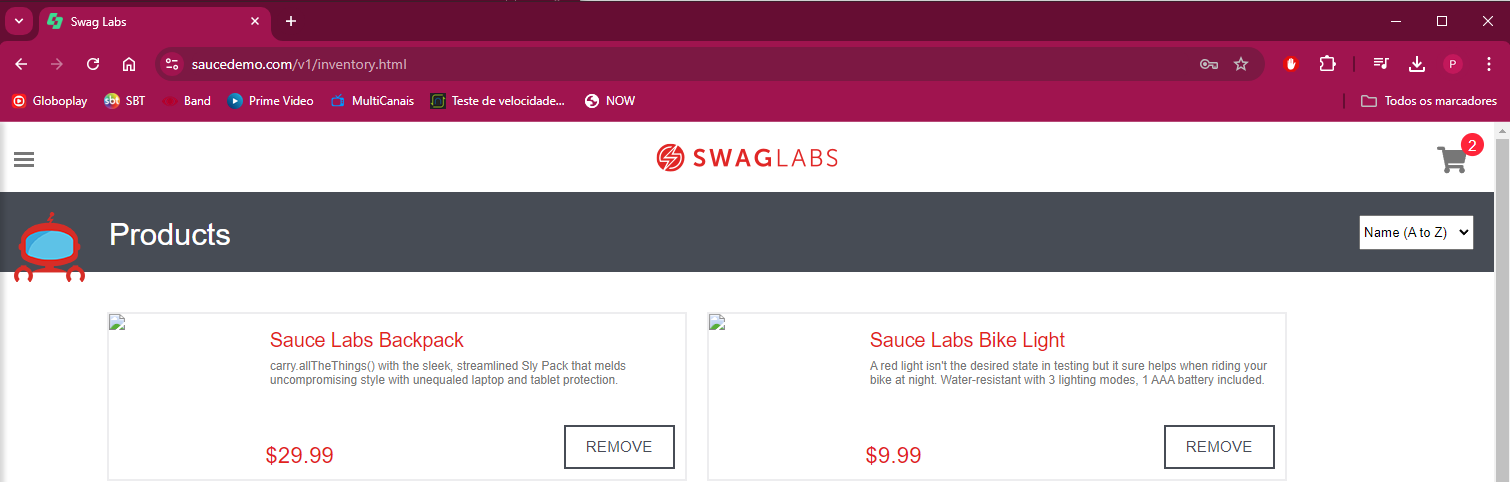 Swag Labs
saucedemo.com/v1/inventory.html
P
Globoplay
sbt SBT
Band
Prime Video
MultiCanais
Teste de velocidade...
NOW
Todos os marcadores
SWAGLABS
2
Products
Name (A to Z)
Sauce Labs Backpack
carry.allTheThings() with the sleek, streamlined Sly Pack that melds
uncompromising style with unequaled laptop and tablet protection.
$29.99
REMOVE
Sauce Labs Bike Light
A red light isn't the desired state in testing but it sure helps when riding your
bike at night. Water-resistant with 3 lighting modes, 1 AAA battery included.
$9.99
REMOVE